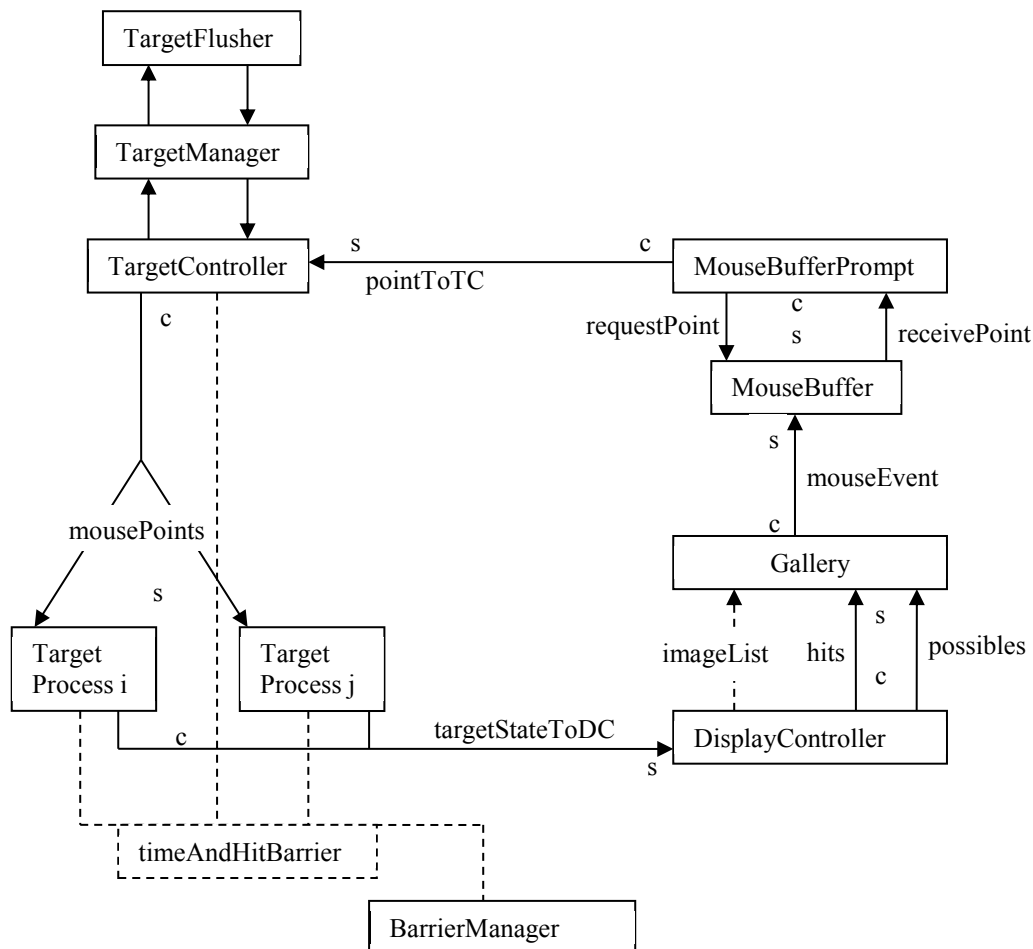 TargetFlusher
TargetManager
TargetController
s
c
pointToTC
MouseBufferPrompt
c
c
requestPoint
s
receivePoint
MouseBuffer
s
mouseEvent
mousePoints
c
Gallery
s
s
Target
Process i
Target
Process j
imageList
hits
possibles
c
targetStateToDC
c
DisplayController
s
timeAndHitBarrier
BarrierManager